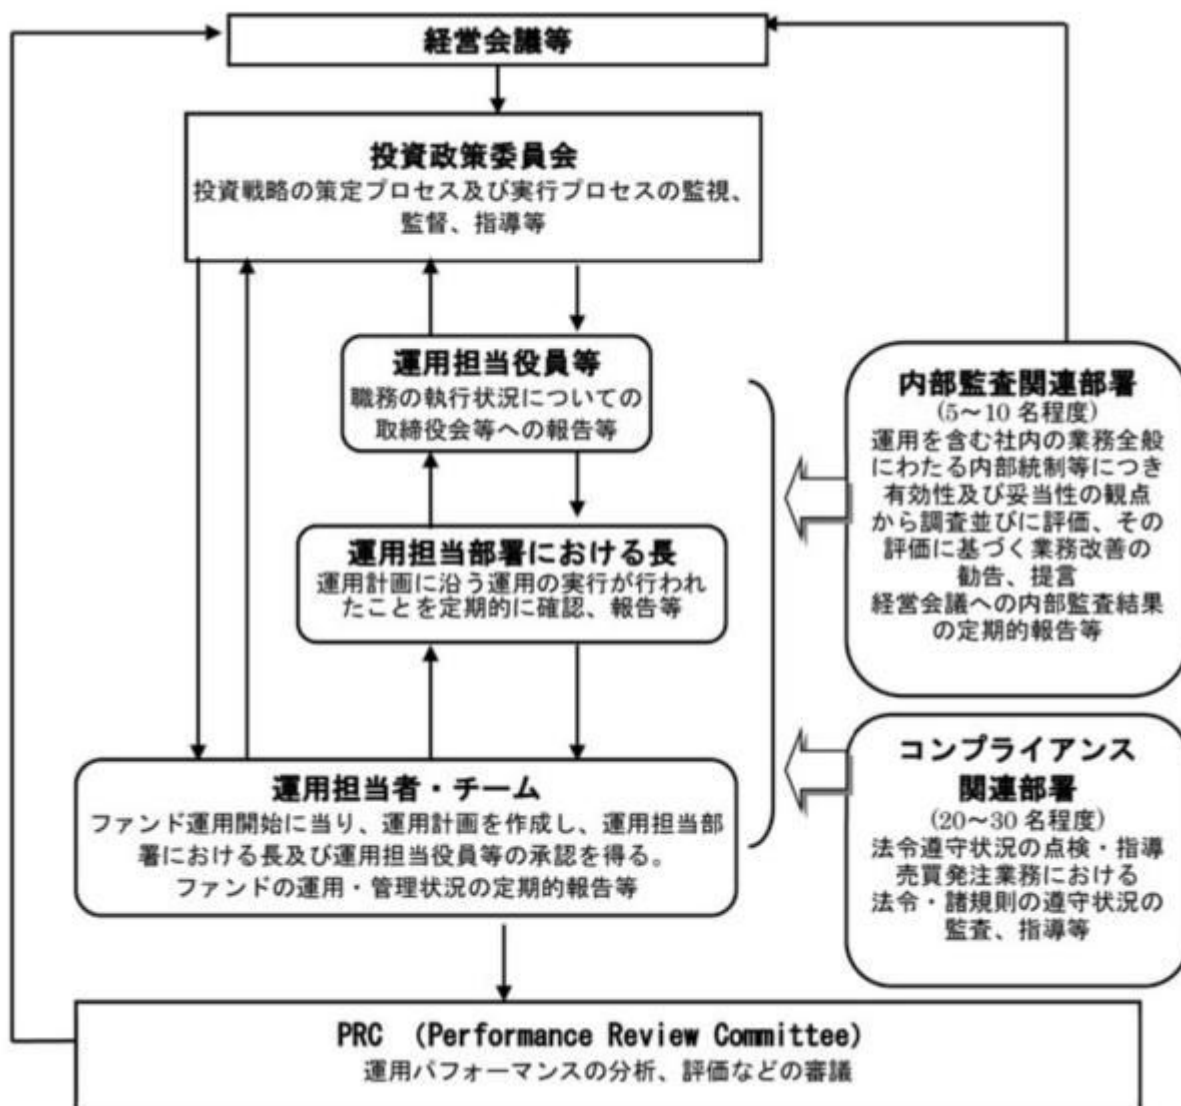 経営会議等
投資政策委員会
投資戦略の策定プロセス及び実行プロセスの監視、
監督、指導等
運用担当役員等
職務の執行状況についての
取締役会等への報告等
運用担当部署における長
運用計画に沿う運用の実行が行われ
たことを定期的に確認、報告等
運用担当者・チーム
ファンド運用開始に当り、運用計画を作成し、運用担当部
署における長及び運用担当役員等の承認を得る。
ファンドの運用・管理状況の定期的報告等
内部監査関連部署
(5～10 名程度)
運用を含む社内の業務全般
にわたる内部統制等につき
有効性及び妥当性の観点
から調査並びに評価、その
評価に基づく業務改善の
勧告、提言
経営会議への内部監査結果
の定期的報告等
コンプライアンス
関連部署
(20～30 名程度)
法令遵守状況の点検・指導
売買発注業務における
法令・諸規則の遵守状況の
監査、指導等
PRC (Performance Review Committee)
運用パフォーマンスの分析、評価などの審議